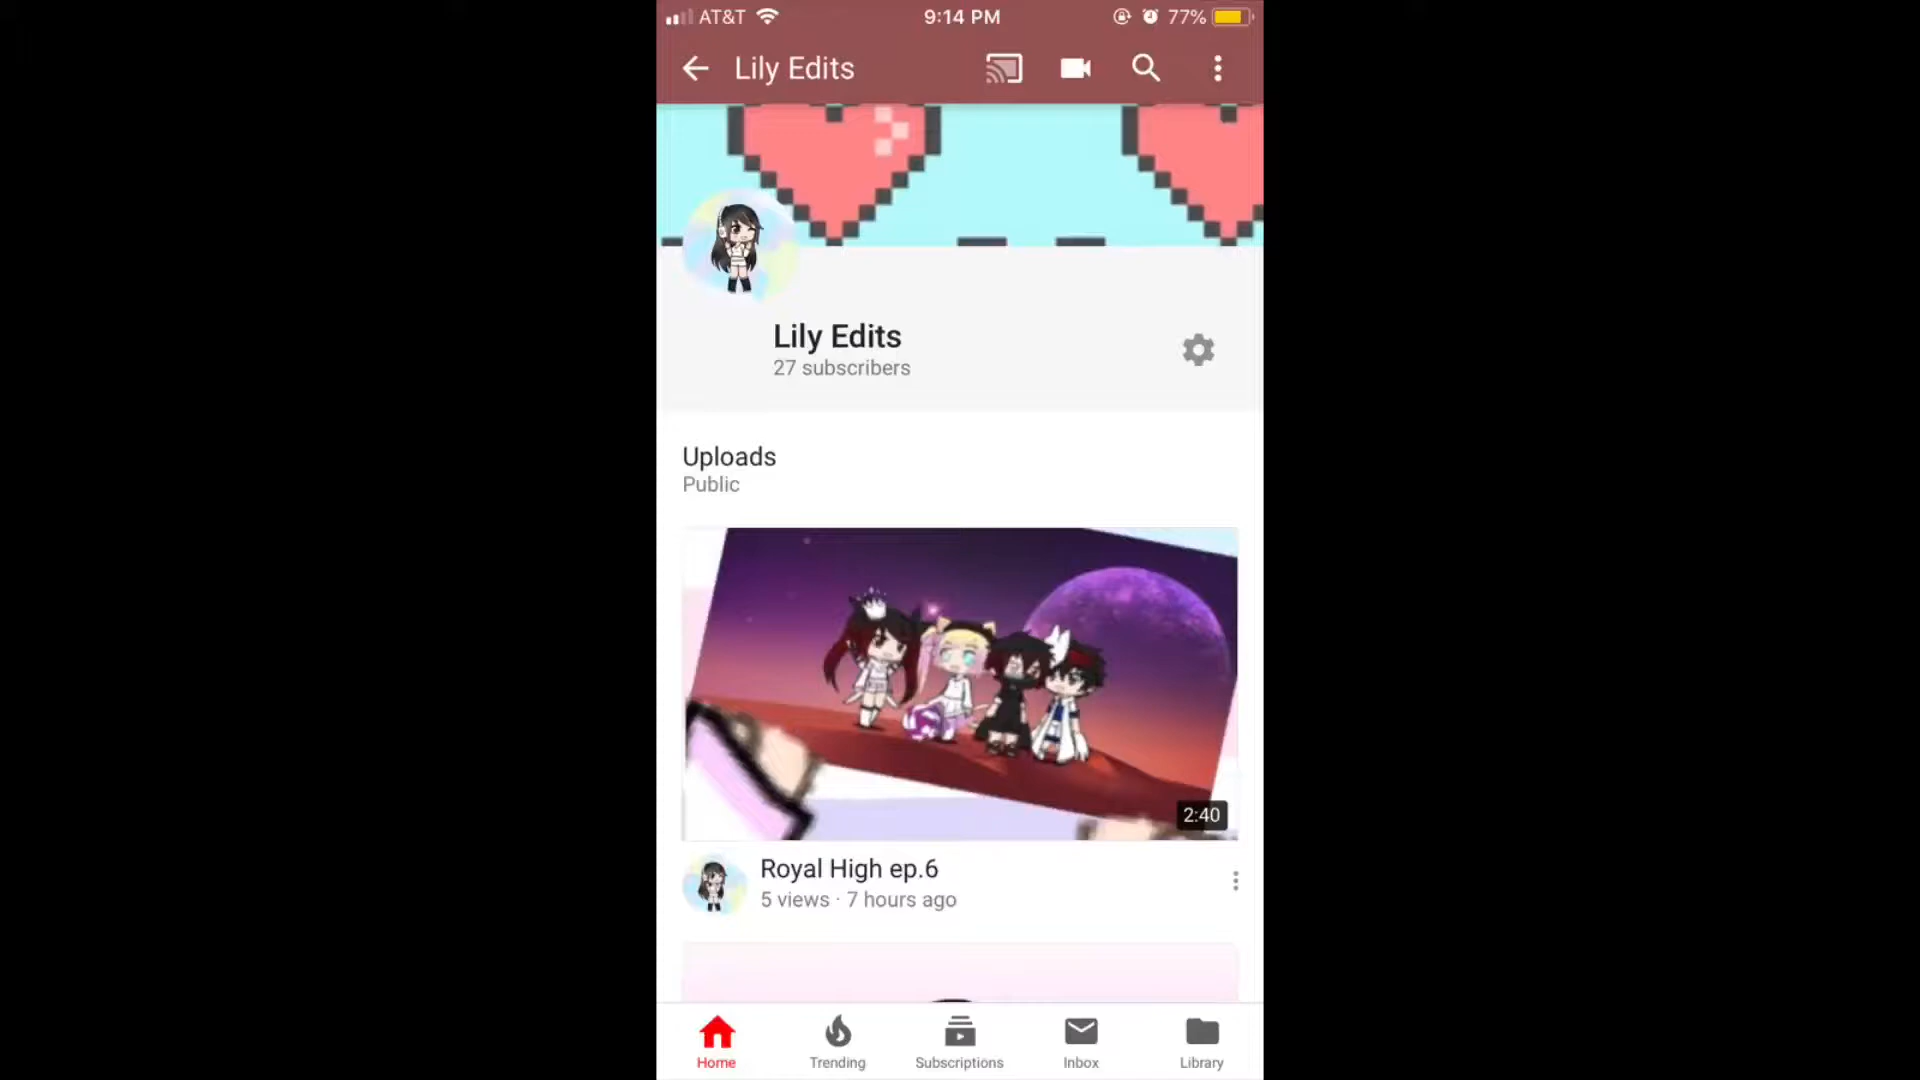 AT&T 9:14 PM 77%
Lily Edits
Lily Edits
27 subscribers
Uploads
Public
2:40
Royal High ep.6
5 views · 7 hours ago
Home Trending Subscriptions Inbox Library